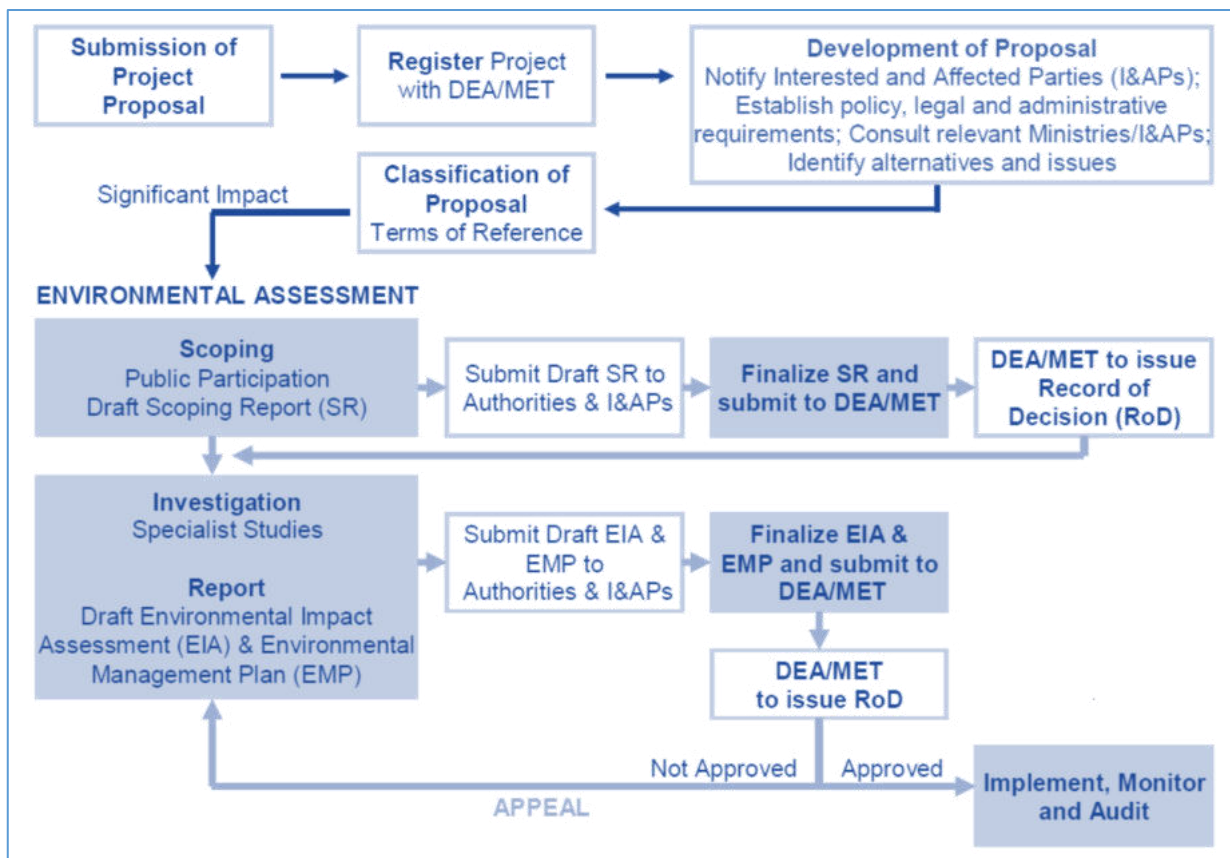 Submission of
Project
Proposal
Register Project
with DEA/MET
Development of Proposal
Notify Interested and Affected Parties (I&APs);
Establish policy, legal and administrative
requirements; Consult relevant Ministries/I&APs;
Identify alternatives and issues
Significant Impact
Classification of
Proposal
Terms of Reference
ENVIRONMENTAL ASSESSMENT
Scoping
Public Participation
Draft Scoping Report (SR)
Submit Draft SR to
Authorities & I&APs
Finalize SR and
submit to DEA/MET
DEA/MET to issue
Record of
Decision (RoD)
Investigation
Specialist Studies
Report
Draft Environmental Impact
Assessment (EIA) & Environmental
Management Plan (EMP)
Submit Draft EIA &
EMP to
Authorities & I&APs
Finalize EIA &
EMP and submit to
DEA/MET
DEA/MET
to issue RoD
Not Approved
Approved
APPEAL
Implement, Monitor
and Audit